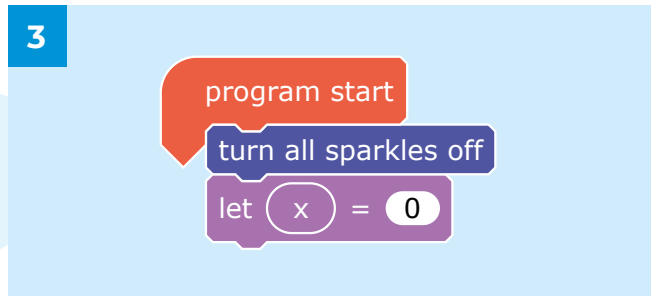 3
program start
turn all sparkles off
let x = 0